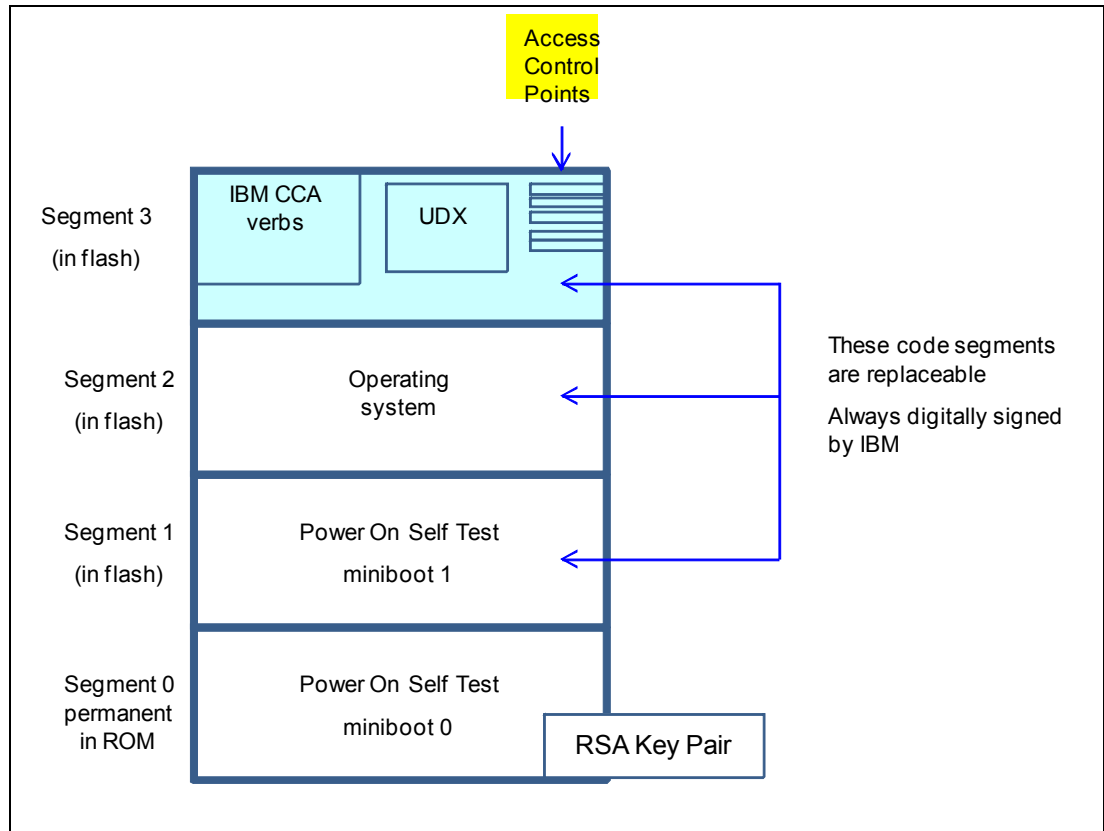 Access
Control
Points
Segment 3
(in flash)
IBM CCA
verbs
UDX
Segment 2
(in flash)
Operating
system
These code segments
are replaceable
Always digitally signed
by IBM
Segment 1
(in flash)
Power On Self Test
miniboot 1
Segment 0
permanent
in ROM
Power On Self Test
miniboot 0
RSA Key Pair